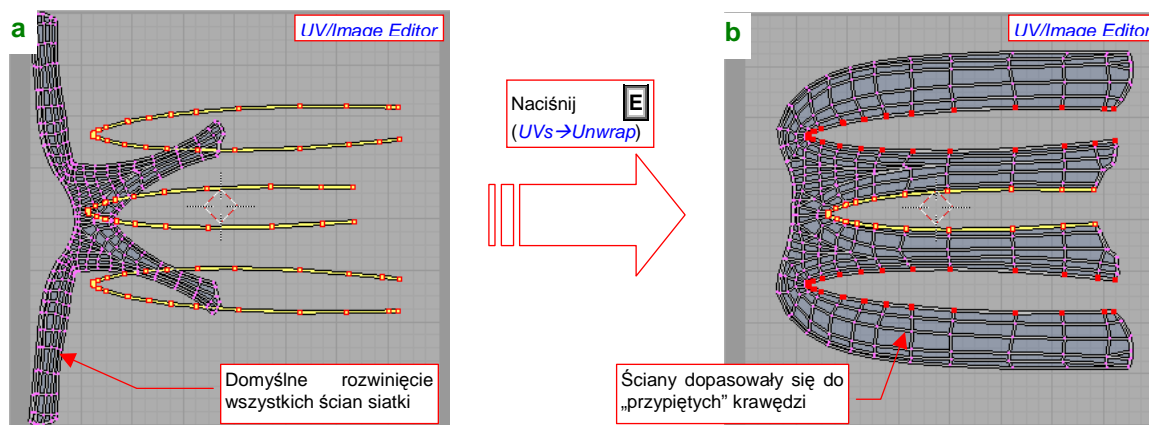 a
UV/Image Editor
Domyślne rozwinięcie
wszystkich ścian siatki
Naciśnij E
(UVs→Unwrap)
b
UV/Image Editor
Ściany dopasowały się do
„przypiętych” krawędzi